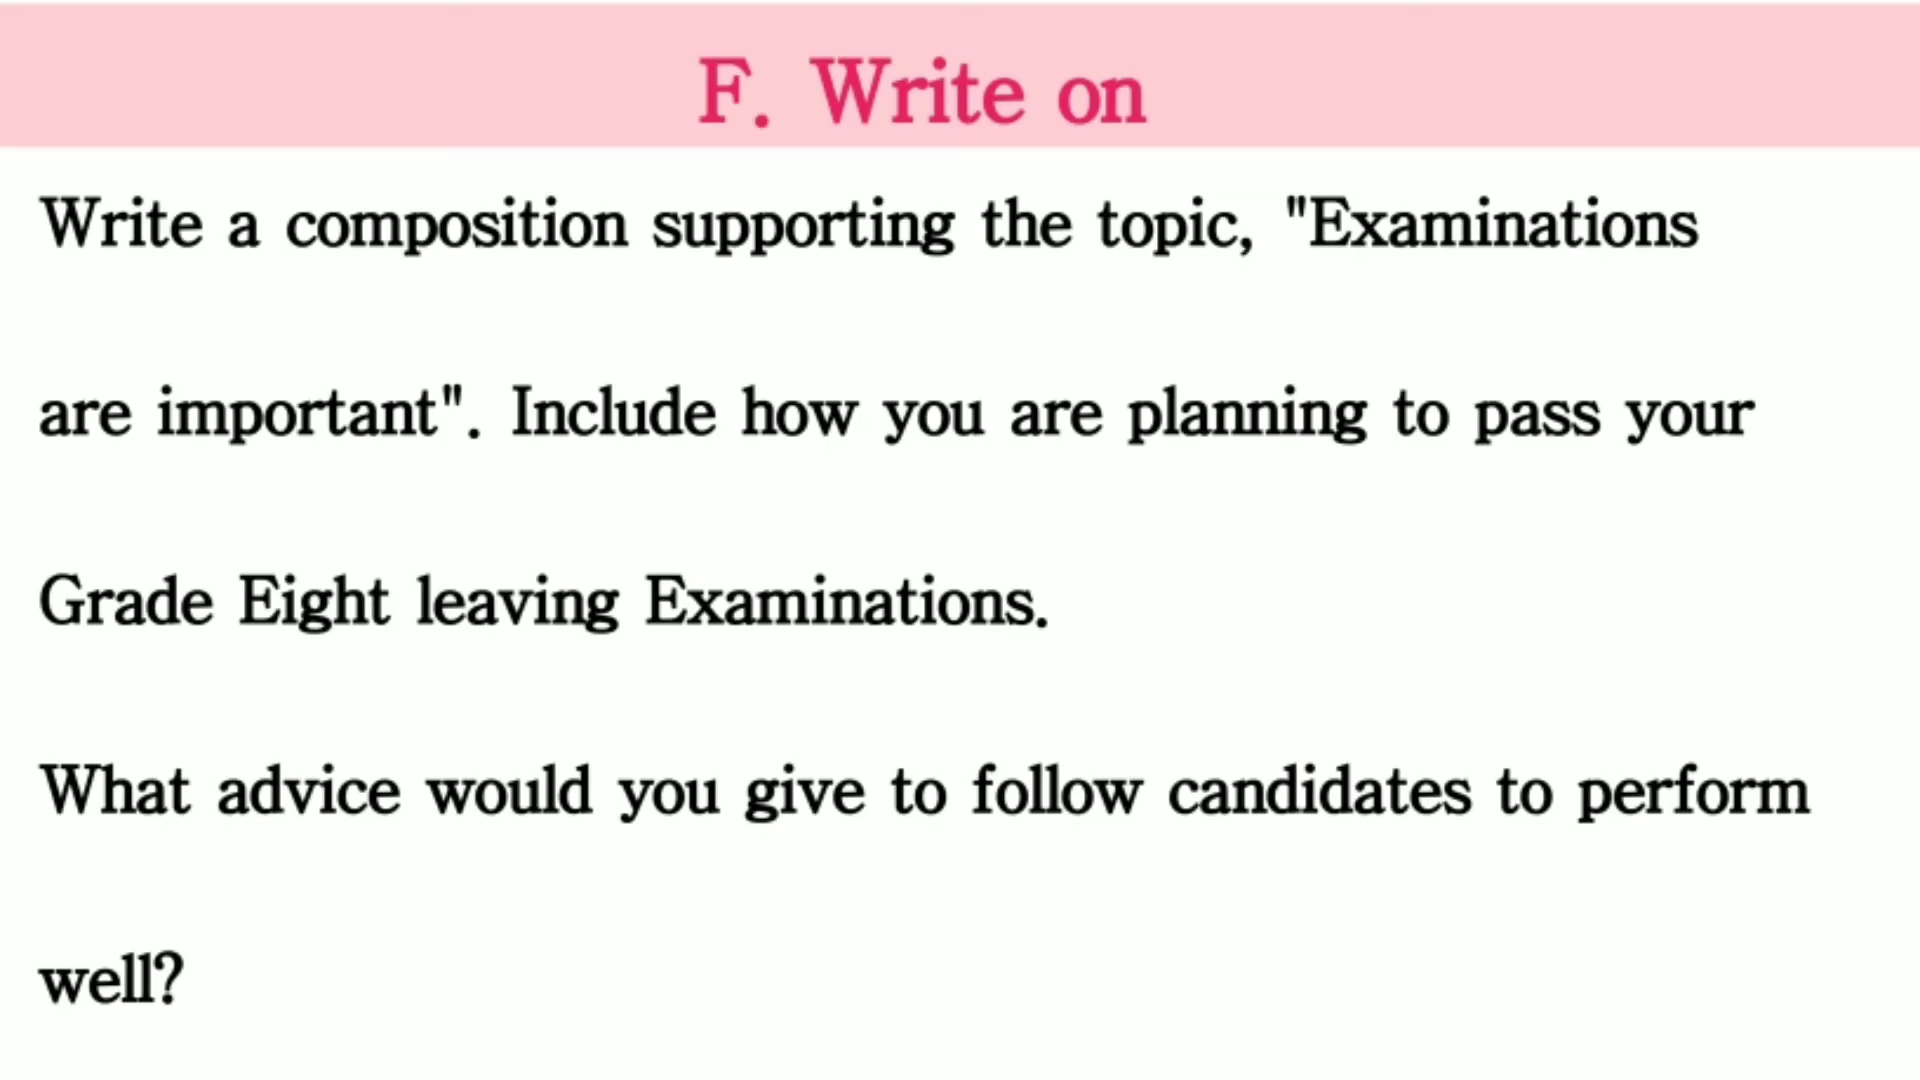 F. Write on
Write a composition supporting the topic, "Examinations
are important". Include how you are planning to pass your
Grade Eight leaving Examinations.
What advice would you give to follow candidates to perform
well?